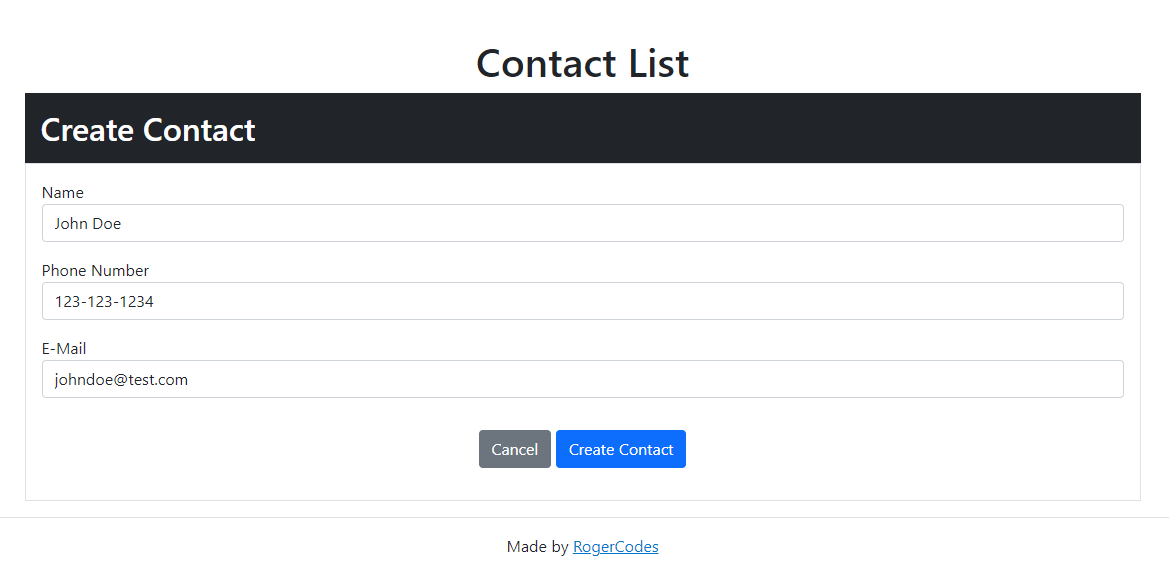 Contact List
Create Contact
Name
John Doe
Phone Number
123-123-1234
E-Mail
johndoe@test.com
Cancel Create Contact
Made by RogerCodes